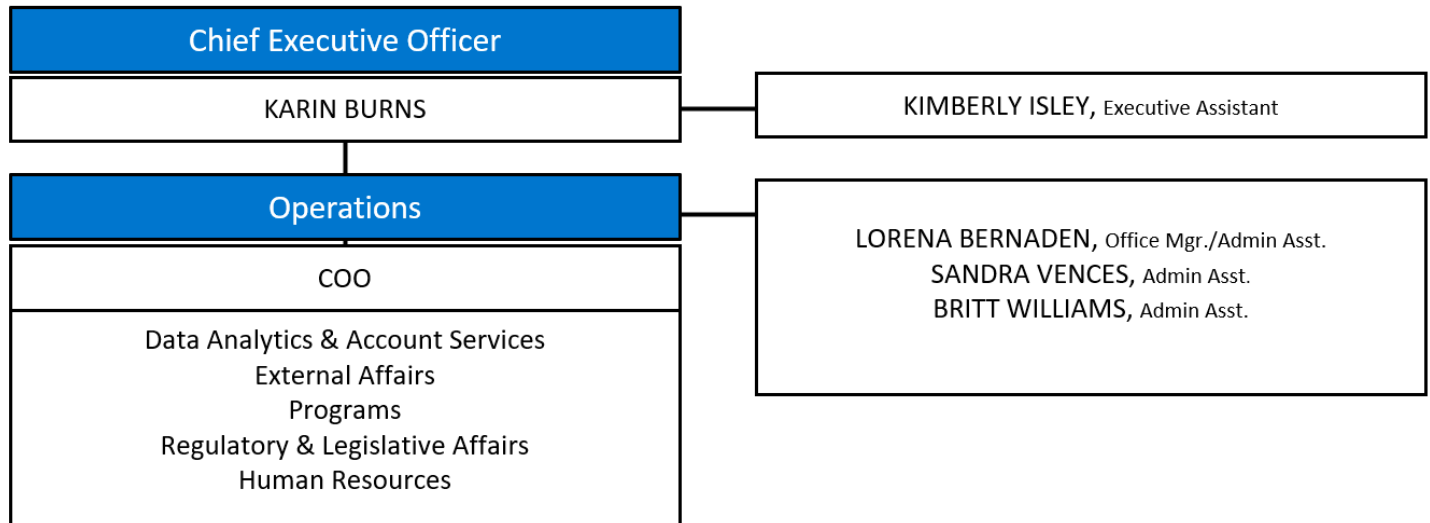 Chief Executive Officer
KARIN BURNS
KIMBERLY ISLEY, Executive Assistant
Operations
COO
Data Analytics & Account Services
External Affairs
Programs
Regulatory & Legislative Affairs
Human Resources
LORENA BERNADEN, Office Mgr./Admin Asst.
SANDRA VENCES, Admin Asst.
BRITT WILLIAMS, Admin Asst.